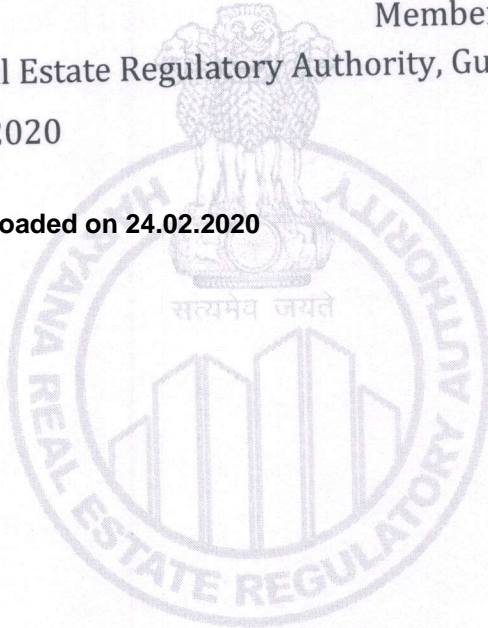 Member
l Estate Regulatory Authority, Gu
2020
oaded on 24.02.2020
HARYANA REAL ESTATE REGULATORY AUTHORITY
सत्यमेव जयते